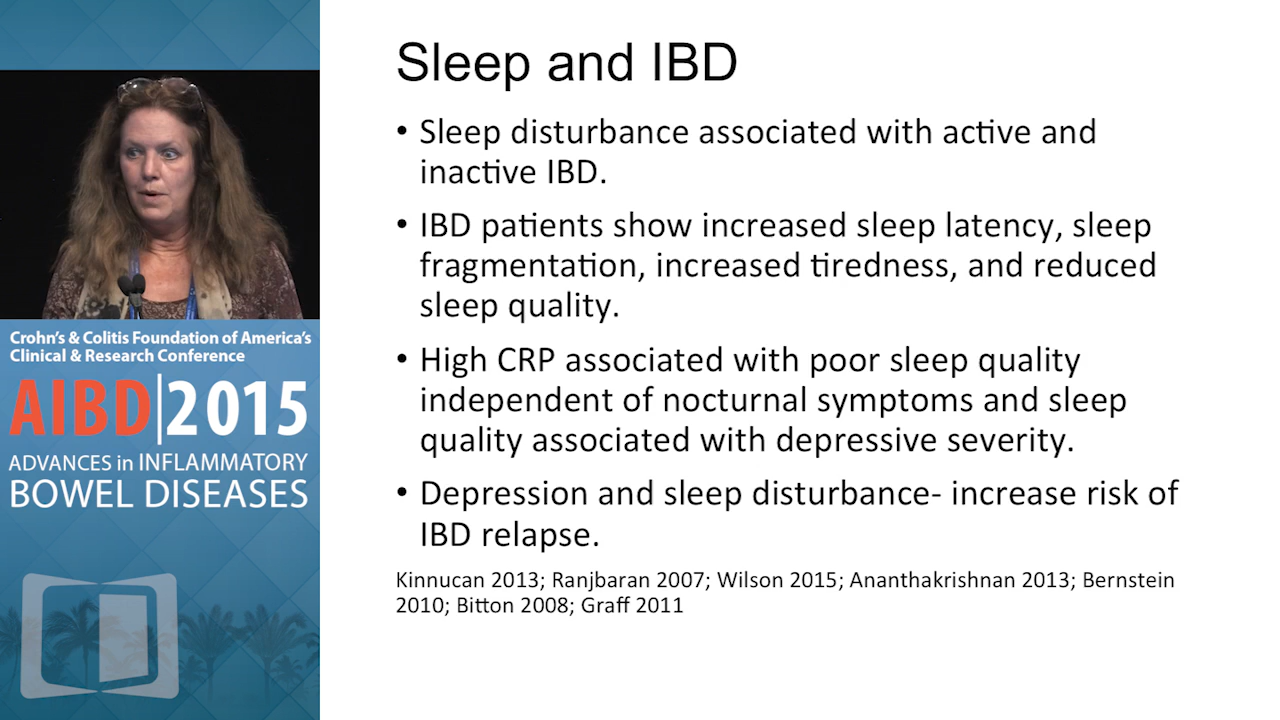 Sleep and IBD
• Sleep disturbance associated with active and
inactive IBD.
• IBD patients show increased sleep latency, sleep
fragmentation, increased tiredness, and reduced
sleep quality.
• High CRP associated with poor sleep quality
independent of nocturnal symptoms and sleep
quality associated with depressive severity.
• Depression and sleep disturbance- increase risk of
IBD relapse.
Kinnucan 2013; Ranjbaran 2007; Wilson 2015; Ananthakrishnan 2013; Bernstein
2010; Bitton 2008; Graff 2011
Crohn's & Colitis Foundation of America's
Clinical & Research Conference
AIBD|2015
ADVANCES in INFLAMMATORY
BOWEL DISEASES